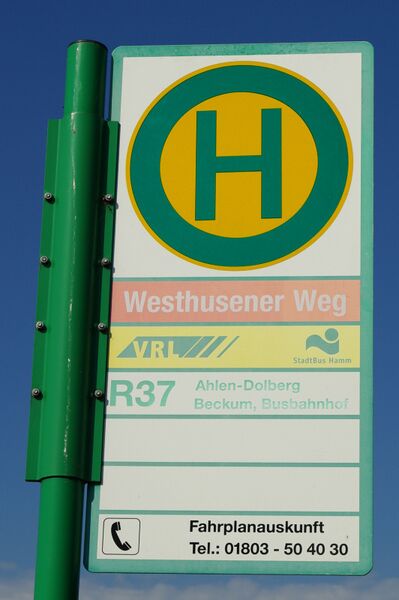 H
Westhusener Weg
VRL
StadtBus Hamm
R37
Ahlen-Dolberg
Beckum, Busbahnhof
Fahrplanauskunft
Tel.: 01803 - 50 40 30